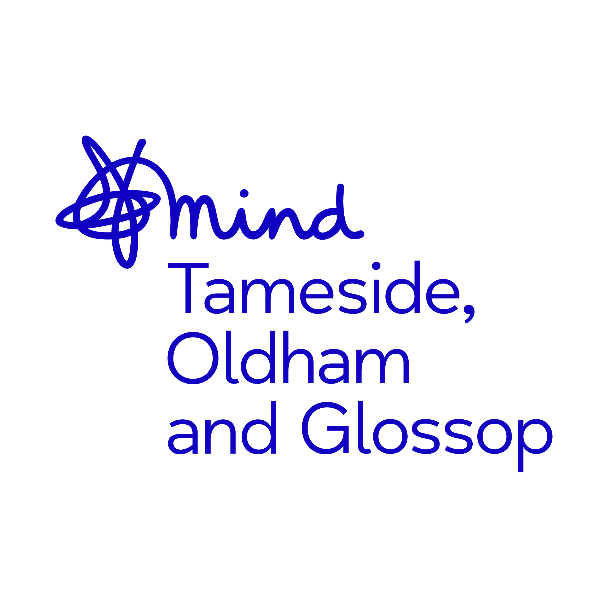 mind
Tameside,
Oldham
and Glossop